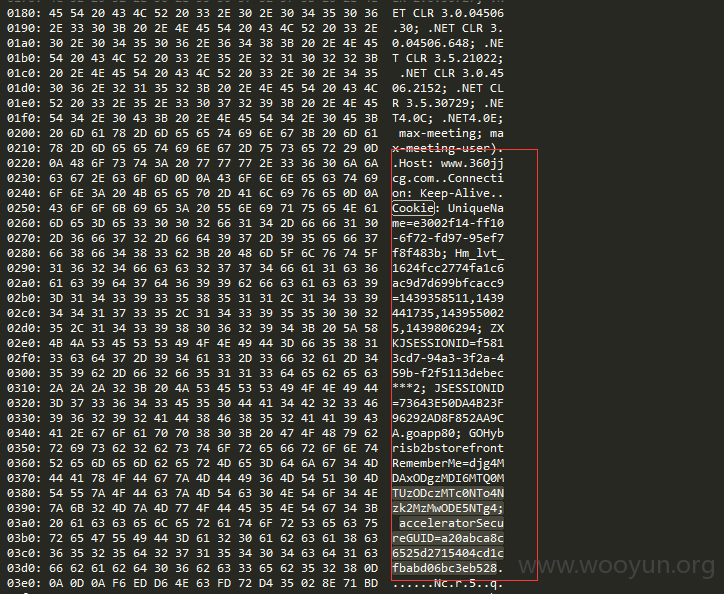 0180: 45 54 20 43 4C 52 20 33 2E 30 2E 30 34 35 30 36 ET CLR 3.0.04506
0190: 2E 33 30 3B 20 2E 4E 45 54 20 43 4C 52 20 33 2E .30; .NET CLR 3.
01a0: 30 2E 30 34 35 30 36 2E 36 34 38 3B 20 2E 4E 45 0.04506.648; .NE
01b0: 54 20 43 4C 52 20 33 2E 35 2E 32 31 30 32 32 3B T CLR 3.5.21022;
01c0: 20 2E 4E 45 54 20 43 4C 52 20 33 2E 30 2E 34 35 .NET CLR 3.0.45
01d0: 30 36 2E 32 31 35 32 3B 20 2E 4E 45 54 20 43 4C 06.2152; .NET CL
01e0: 52 20 33 2E 35 2E 33 30 37 32 39 3B 20 2E 4E 45 R 3.5.30729; .NE
01f0: 54 34 2E 30 43 3B 20 2E 4E 45 54 34 2E 30 45 3B T4.0C; .NET4.0E;
0200: 20 6D 61 78 2D 6D 65 65 74 69 6E 67 3B 20 6D 61 max-meeting; ma
0210: 78 2D 6D 65 65 74 69 6E 67 2D 75 73 65 72 29 0D x-meeting-user).
0220: 0A 48 6F 73 74 3A 20 77 77 77 2E 33 36 30 6A 6A .Host: www.360jj
0230: 63 67 2E 63 6F 6D 0D 0A 43 6F 6E 6E 65 63 74 69 cg.com..Connecti
0240: 6F 6E 3A 20 4B 65 65 70 2D 41 6C 69 76 65 0D 0A on: Keep-Alive..
0250: 43 6F 6F 6B 69 65 3A 20 55 6E 69 71 75 65 4E 61 Cookie: UniqueNa
0260: 6D 65 3D 65 33 30 30 32 66 31 34 2D 66 66 31 30 me=e3002f14-ff10
0270: 2D 36 66 37 32 2D 66 64 39 37 2D 39 35 65 66 37 -6f72-fd97-95ef7
0280: 66 38 66 34 38 33 62 3B 20 48 6D 5F 6C 76 74 5F f8f483b; Hm_lvt_
0290: 31 36 32 34 66 63 63 32 37 37 34 66 61 31 63 36 1624fcc2774fa1c6
02a0: 61 63 39 64 37 64 36 39 39 62 66 63 61 63 63 39 ac9d7d699bfcacc9
02b0: 3D 31 34 33 39 33 35 38 35 31 31 2C 31 34 33 39 =1439358511,1439
02c0: 34 34 31 37 33 35 2C 31 34 33 39 35 35 30 30 32 441735,143955002
02d0: 35 2C 31 34 33 39 38 30 36 32 39 34 3B 20 5A 58 5,1439806294; ZX
02e0: 4B 4A 53 45 53 53 49 4F 4E 49 44 3D 66 35 38 31 KJSESSIONID=f581
02f0: 33 63 64 37 2D 39 34 61 33 2D 33 66 32 61 2D 34 3cd7-94a3-3f2a-4
0300: 35 39 62 2D 66 32 66 35 31 31 33 64 65 62 65 63 59b-f2f5113debec
0310: 2A 2A 2A 32 3B 20 4A 53 45 53 53 49 4F 4E 49 44 ***2; JSESSIONID
0320: 3D 37 33 36 34 33 45 35 30 44 41 34 42 32 33 46 =73643E50DA4B23F
0330: 39 36 32 39 32 41 44 38 46 38 35 32 41 41 39 43 96292AD8F852AA9C
0340: 41 2E 67 6F 61 70 70 38 30 3B 20 47 4F 48 79 62 A.goapp80; GOHyb
0350: 72 69 73 62 32 62 73 74 6F 72 65 66 72 6F 6E 74 risb2bstorefront
0360: 52 65 6D 65 6D 62 65 72 4D 65 3D 64 6A 67 34 4D RememberMe=djg4M
0370: 44 41 78 4F 44 67 7A 4D 44 49 36 4D 54 51 30 4D DAxODgzMDI6MTQ0M
0380: 54 55 7A 4F 44 63 7A 4D 54 63 30 4E 54 6F 34 4E TUzODczMTc0NTo4N
0390: 7A 6B 32 4D 7A 4D 77 4F 44 45 35 4E 54 67 34 3B zk2MzMwODE5NTg4;
03a0: 20 61 63 63 65 6C 65 72 61 74 6F 72 53 65 63 75 acceleratorSecu
03b0: 72 65 47 55 49 44 3D 61 32 30 61 62 63 61 38 63 reGUID=a20abca8c
03c0: 36 35 32 35 64 32 37 31 35 34 30 34 63 64 31 63 6525d2715404cd1c
03d0: 66 62 61 62 64 30 36 62 63 33 65 62 35 32 38 0D fbabd06bc3eb528.
03e0: 0A 0D 0A F6 ED D6 4E 63 FD 72 D4 35 02 8E 71 BD ......Nc.r.5..q.
www.wooyun.org